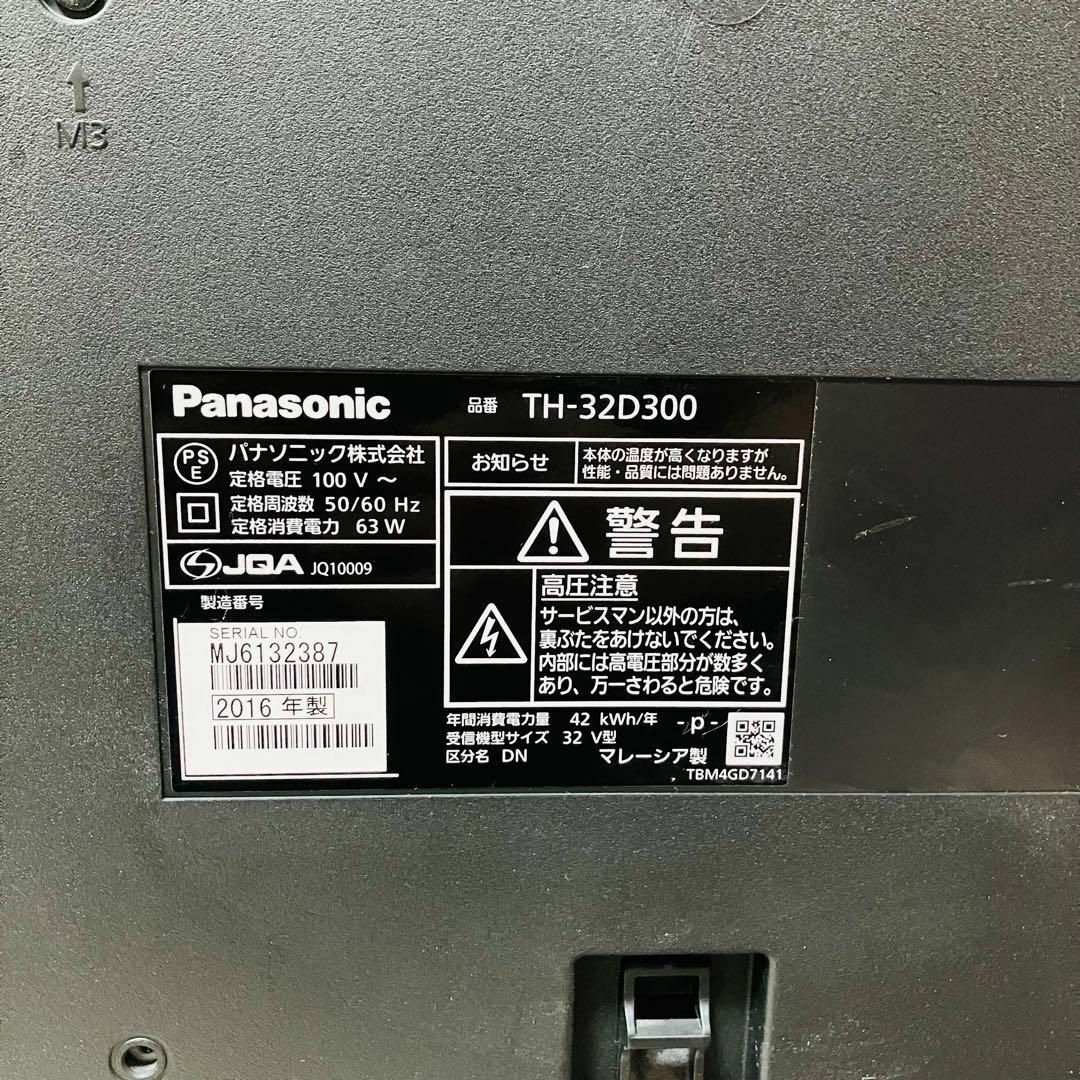 M3
Panasonic 品番 TH-32D300
PS
E
パナソニック株式会社
定格電圧 100 V ～
定格周波数 50/60 Hz
定格消費電力 63 W
JQA JQ10009
製造番号
SERIAL NO.
MJ6132387
2016 年製
お知らせ
本体の温度が高くなりますが
性能・品質には問題ありません。
警告
高圧注意
サービスマン以外の方は、
裏ぶたをあけないでください。
内部には高電圧部分が数多く
あり、万一さわると危険です。
年間消費電力量 42 kWh/年 -p-
受信機型サイズ 32 V型
区分名 DN マレーシア製
TBM4GD7141